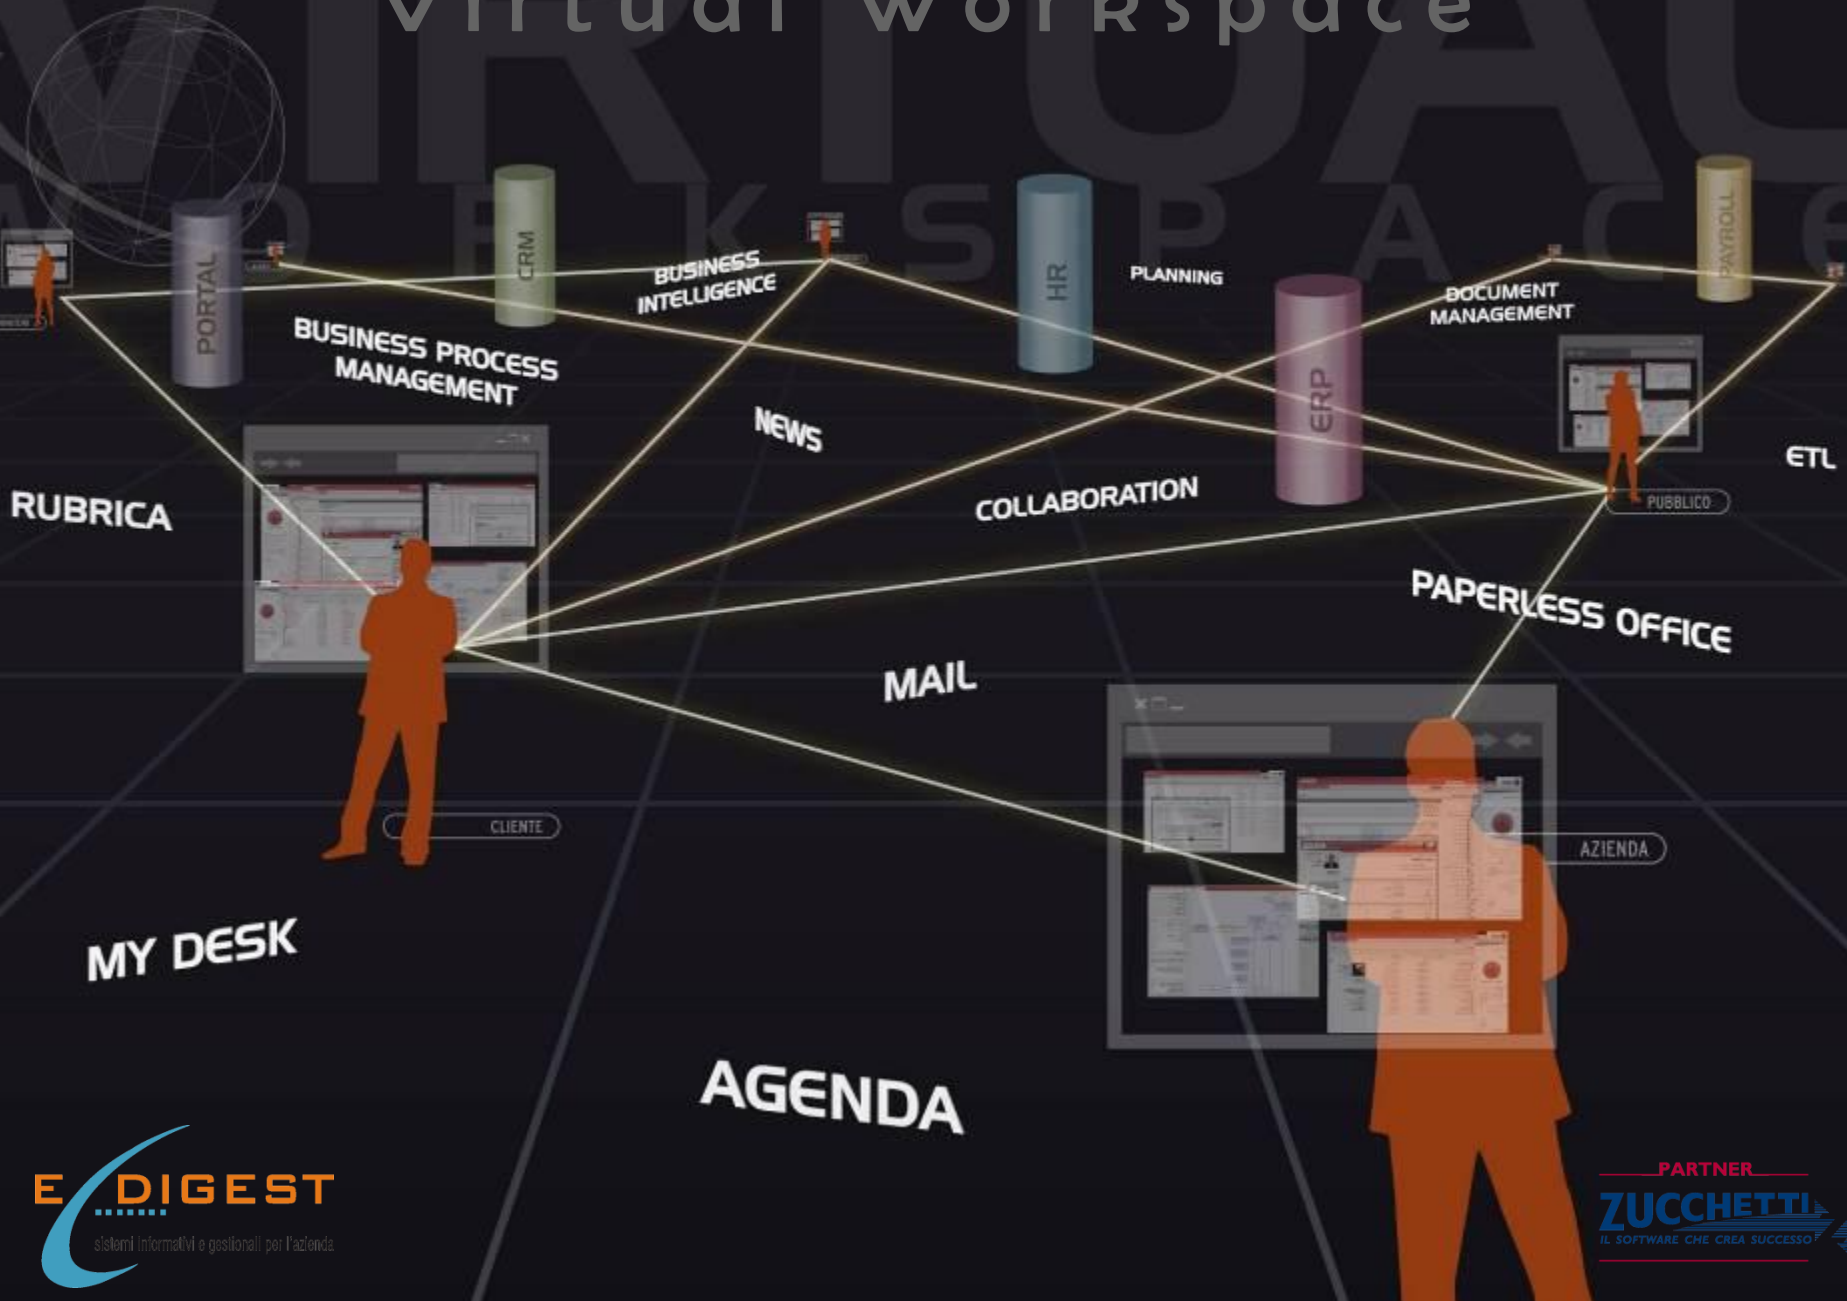 Virtual Workspace
VIRTUAL
WORKSPACE
PORTAL
CRM
BUSINESS
INTELLIGENCE
HR
PLANNING
DOCUMENT
MANAGEMENT
PAYROLL
BUSINESS PROCESS
MANAGEMENT
ERP
NEWS
ETL
RUBRICA
COLLABORATION
PUBBLICO
PAPERLESS OFFICE
MAIL
CLIENTE
AZIENDA
MY DESK
AGENDA
E DIGEST
sistemi informativi e gestionali per l'azienda
PARTNER
ZUCCHETTI
IL SOFTWARE CHE CREA SUCCESSO